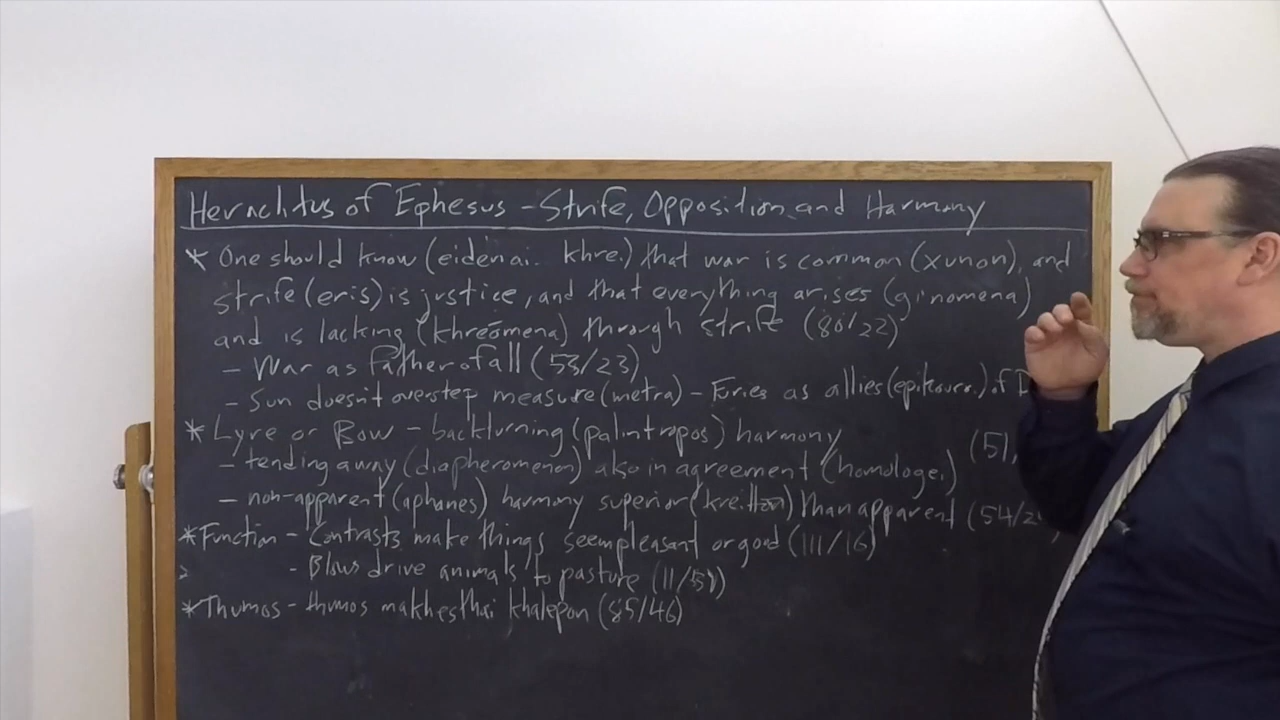 Heraclitus of Ephesus - Strife, Opposition, and Harmony
* One should know (eidenai khre) that war is common (xunon), and
strife (eris) is justice, and that everything arises (ginomena)
and is lacking (khreōmena) through strife (80/22)
- War as father of all (53/23)
- Sun doesn't overstep measure (metra) - Furies as allies (epikouroi) of
* Lyre or Bow - backturning (palintropos) harmony (51
- tending away (diapheromenon) also in agreement (homologei)
- non-apparent (aphanes) harmony superior (kreitton) than apparent (54/2
* Function - Contrasts make things seem pleasant or good (111/16)
- Blows drive animals to pasture (11/59)
* Thumos - thumos makhesthai khalepon (85/46)